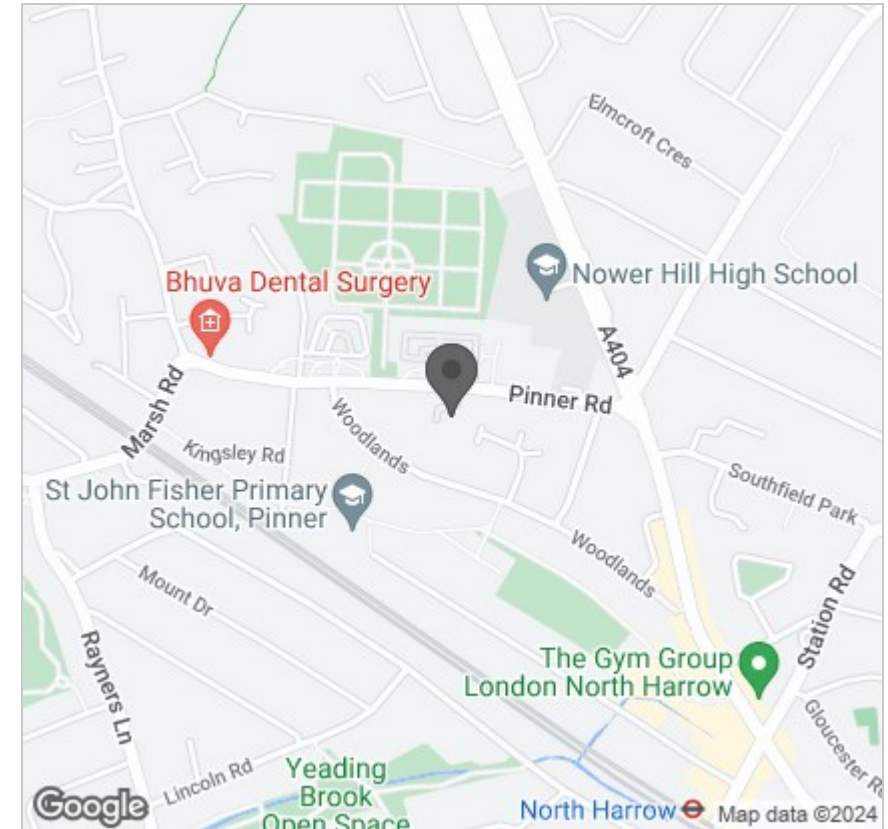 Elmcroft Cres
Nower Hill High School
Bhuva Dental Surgery
A404
Pinner Rd
Marsh Rd
Woodlands
Kingsley Rd
St John Fisher Primary
School, Pinner
Southfield Park
Woodlands
Mount Dr
Station Rd
The Gym Group
London North Harrow
Rayners Ln
Lincoln Rd
Yeading
Brook
Open Space
Gloucester R
Google
North Harrow
Map data ©2024